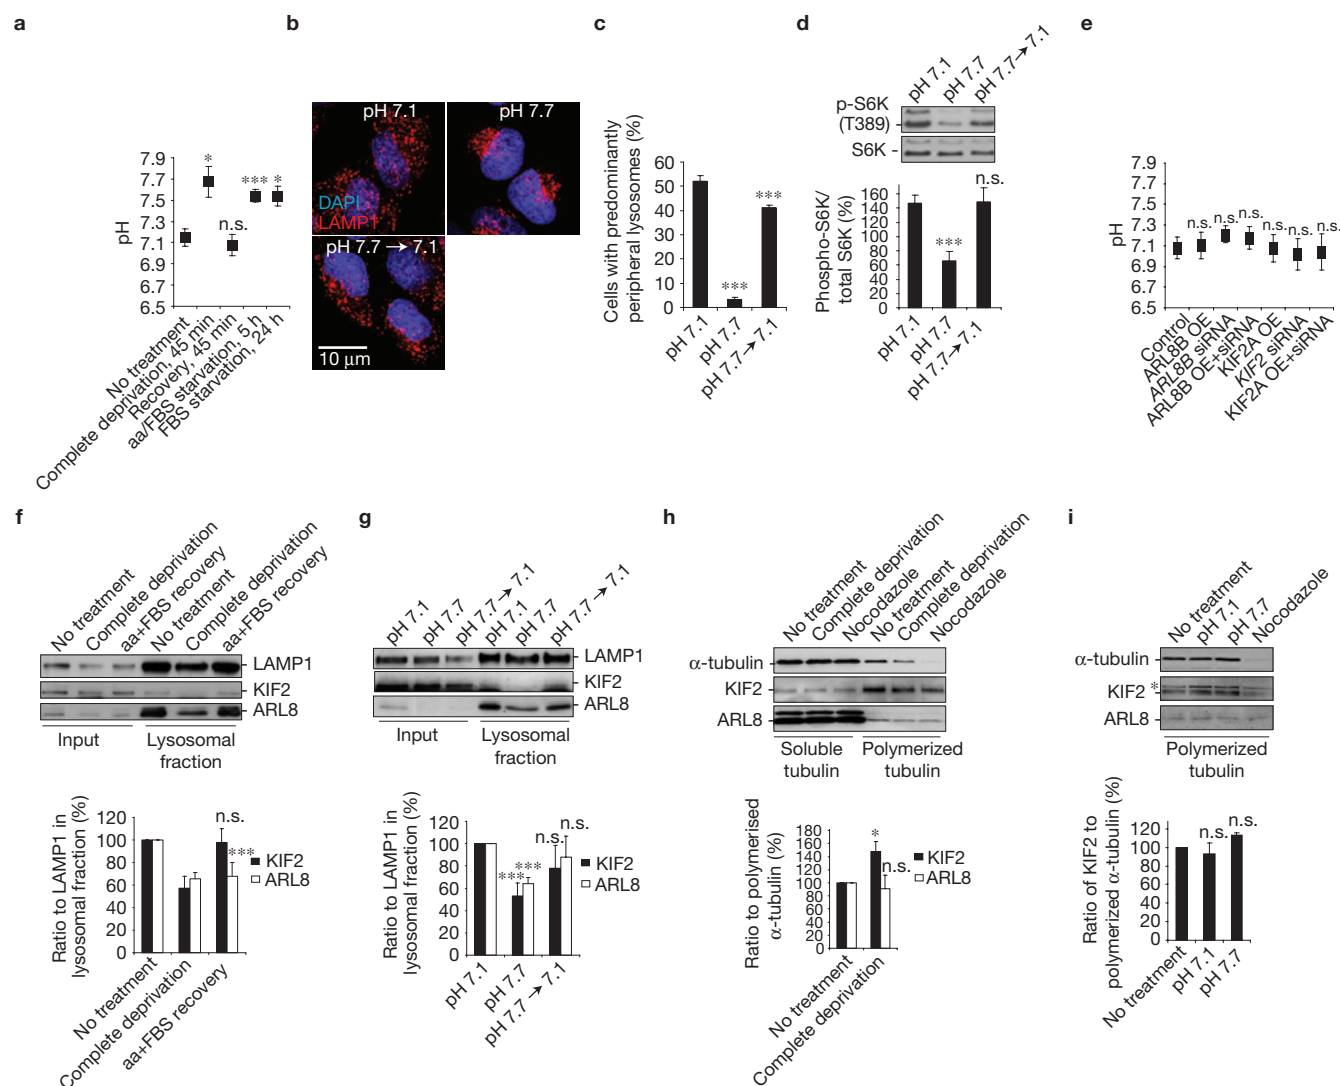 a
pH
7.9
7.7
7.5
7.3
7.1
6.9
6.7
6.5
*
n.s.
***
*
No treatment
Complete deprivation, 45 min
Recovery, 45 min
aa/FBS starvation, 5 h
FBS starvation, 24 h
b
pH 7.1
pH 7.7
DAPI
LAMP1
pH 7.7 → 7.1
10 μm
c
Cells with predominantly
peripheral lysosomes (%)
60
50
40
30
20
10
0
***
***
pH 7.1
pH 7.7
pH 7.7→7.1
d
pH 7.1
pH 7.7
pH 7.7→7.1
p-S6K
(T389)
S6K
Phospho-S6K/
total S6K (%)
160
140
120
100
80
60
40
20
0
***
n.s.
pH 7.1
pH 7.7
pH 7.7→7.1
e
pH
7.9
7.7
7.5
7.3
7.1
6.9
6.7
6.5
n.s.
n.s.
n.s.
n.s.
n.s.
n.s.
Control
ARL8B OE
ARL8B siRNA
ARL8B OE+siRNA
KIF2A OE
KIF2 siRNA
KIF2A OE+siRNA
f
No treatment
Complete deprivation
aa+FBS recovery
No treatment
Complete deprivation
aa+FBS recovery
LAMP1
KIF2
ARL8
Input
Lysosomal
fraction
Ratio to LAMP1 in
lysosomal fraction (%)
120
100
80
60
40
20
0
n.s.
***
KIF2
ARL8
No treatment
Complete deprivation
aa+FBS recovery
g
pH 7.1
pH 7.7
pH 7.7 → 7.1
pH 7.1
pH 7.7
pH 7.7 → 7.1
LAMP1
KIF2
ARL8
Input
Lysosomal
fraction
Ratio to LAMP1 in
lysosomal fraction (%)
120
100
80
60
40
20
0
***
***
n.s.
n.s.
KIF2
ARL8
pH 7.1
pH 7.7
pH 7.7 → 7.1
h
No treatment
Complete deprivation
Nocodazole
No treatment
Complete deprivation
Nocodazole
α-tubulin
KIF2
ARL8
Soluble
tubulin
Polymerized
tubulin
Ratio to polymerised
α-tubulin (%)
180
160
140
120
100
80
60
40
20
0
*
n.s.
KIF2
ARL8
No treatment
Complete deprivation
i
No treatment
pH 7.1
pH 7.7
Nocodazole
α-tubulin
*
KIF2
ARL8
Polymerized
tubulin
Ratio of KIF2 to
polymerized α-tubulin (%)
120
100
80
60
40
20
0
n.s.
n.s.
No treatment
pH 7.1
pH 7.7